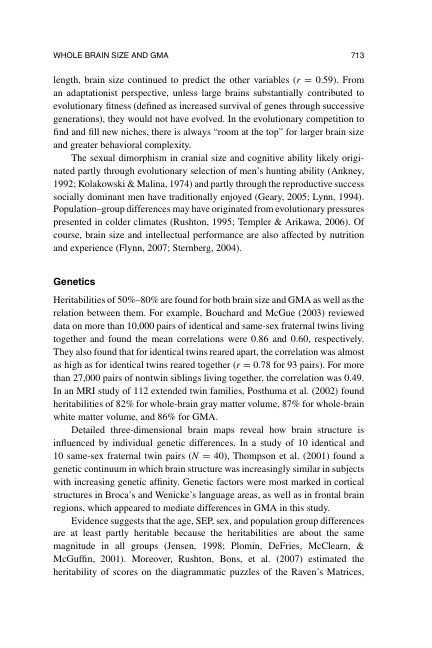 WHOLE BRAIN SIZE AND GMA 713
length, brain size continued to predict the other variables (r = 0.59). From
an adaptationist perspective, unless large brains substantially contributed to
evolutionary fitness (defined as increased survival of genes through successive
generations), they would not have evolved. In the evolutionary competition to
find and fill new niches, there is always “room at the top” for larger brain size
and greater behavioral complexity.
The sexual dimorphism in cranial size and cognitive ability likely origi-
nated partly through evolutionary selection of men’s hunting ability (Ankney,
1992; Kolakowski & Malina, 1974) and partly through the reproductive success
socially dominant men have traditionally enjoyed (Geary, 2005; Lynn, 1994).
Population–group differences may have originated from evolutionary pressures
presented in colder climates (Rushton, 1995; Templer & Arikawa, 2006). Of
course, brain size and intellectual performance are also affected by nutrition
and experience (Flynn, 2007; Sternberg, 2004).
Genetics
Heritabilities of 50%–80% are found for both brain size and GMA as well as the
relation between them. For example, Bouchard and McGue (2003) reviewed
data on more than 10,000 pairs of identical and same-sex fraternal twins living
together and found the mean correlations were 0.86 and 0.60, respectively.
They also found that for identical twins reared apart, the correlation was almost
as high as for identical twins reared together (r = 0.78 for 93 pairs). For more
than 27,000 pairs of nontwin siblings living together, the correlation was 0.49.
In an MRI study of 112 extended twin families, Posthuma et al. (2002) found
heritabilities of 82% for whole-brain gray matter volume, 87% for whole-brain
white matter volume, and 86% for GMA.
Detailed three-dimensional brain maps reveal how brain structure is
influenced by individual genetic differences. In a study of 10 identical and
10 same-sex fraternal twin pairs (N = 40), Thompson et al. (2001) found a
genetic continuum in which brain structure was increasingly similar in subjects
with increasing genetic affinity. Genetic factors were most marked in cortical
structures in Broca’s and Wenicke’s language areas, as well as in frontal brain
regions, which appeared to mediate differences in GMA in this study.
Evidence suggests that the age, SEP, sex, and population group differences
are at least partly heritable because the heritabilities are about the same
magnitude in all groups (Jensen, 1998; Plomin, DeFries, McClearn, &
McGuffin, 2001). Moreover, Rushton, Bons, et al. (2007) estimated the
heritability of scores on the diagrammatic puzzles of the Raven’s Matrices,